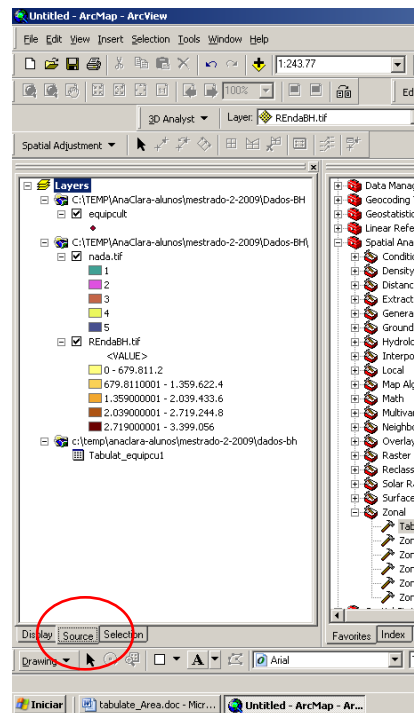 Untitled - ArcMap - ArcView
File Edit View Insert Selection Tools Window Help
1:243.77
100%
Ed
3D Analyst Layer: REndaBH.tif
Spatial Adjustment
Layers
C:\TEMP\AnaClara-alunos\mestrado-2-2009\Dados-BH
equipcult
C:\TEMP\AnaClara-alunos\mestrado-2-2009\Dados-BH\
nada.tif
1
2
3
4
5
REndaBH.tif
<VALUE>
0 - 679.811.2
679.8110001 - 1.359.622.4
1.359000001 - 2.039.433.6
2.039000001 - 2.719.244.8
2.719000001 - 3.399.056
c:\temp\anaclara-alunos\mestrado-2-2009\dados-bh
Tabulat_equipcu1
Display Source Selection
Data Manag
Geocoding
Geostatistic
Linear Refe
Spatial Ana
Conditio
Density
Distanc
Extract
Genera
Ground
Hydrolo
Interpo
Local
Map Alg
Math
Multivar
Neighbo
Overlay
Raster
Reclass
Solar Ra
Surface
Zonal
Tab
Zon
Zon
Zon
Zon
Favorites Index
Drawing A Arial
Iniciar tabulate_Area.doc - Micr... Untitled - ArcMap - Ar...